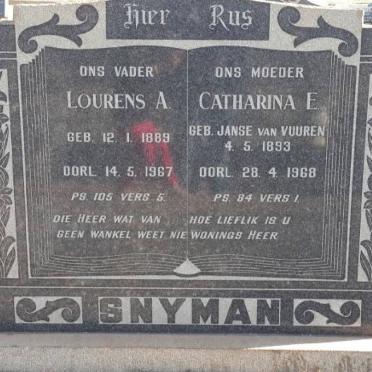 Hier Rus
ONS VADER
LOURENS A.
GEB. 12. 1. 1889
OORL. 14. 5. 1967
PS. 105 VERS. 5.
DIE HEER WAT VAN
GEEN WANKEL WEET NIE
ONS MOEDER
CATHARINA E.
GEB. JANSE VAN VUUREN
4. 5. 1893
OORL. 28. 4. 1968
PS. 84 VERS 1.
HOE LIEFLIK IS U
WONINGS HEER
SNYMAN